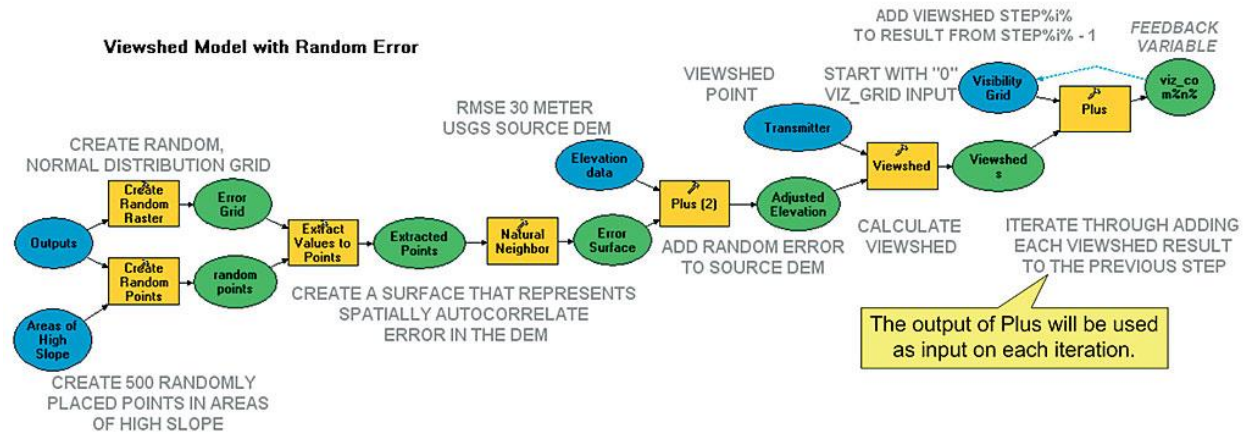 Viewshed Model with Random Error
ADD VIEWSHED STEP%i%
TO RESULT FROM STEP%i% - 1
FEEDBACK
VARIABLE
VIEWSHED
POINT
START WITH "0"
VIZ_GRID INPUT
Visibility
Grid
Plus
viz_co
m%n%
RMSE 30 METER
USGS SOURCE DEM
Transmitter
Viewshed
Viewshed
s
CREATE RANDOM,
NORMAL DISTRIBUTION GRID
Elevation
data
Plus (2)
Adjusted
Elevation
Create
Random
Raster
Error
Grid
Outputs
Extract
Values to
Points
Extracted
Points
Natural
Neighbor
Error
Surface
ADD RANDOM ERROR
TO SOURCE DEM
CALCULATE
VIEWSHED
ITERATE THROUGH ADDING
EACH VIEWSHED RESULT
TO THE PREVIOUS STEP
Create
Random
Points
random
points
CREATE A SURFACE THAT REPRESENTS
SPATIALLY AUTOCORRELATE
ERROR IN THE DEM
Areas of
High
Slope
The output of Plus will be used
as input on each iteration.
CREATE 500 RANDOMLY
PLACED POINTS IN AREAS
OF HIGH SLOPE